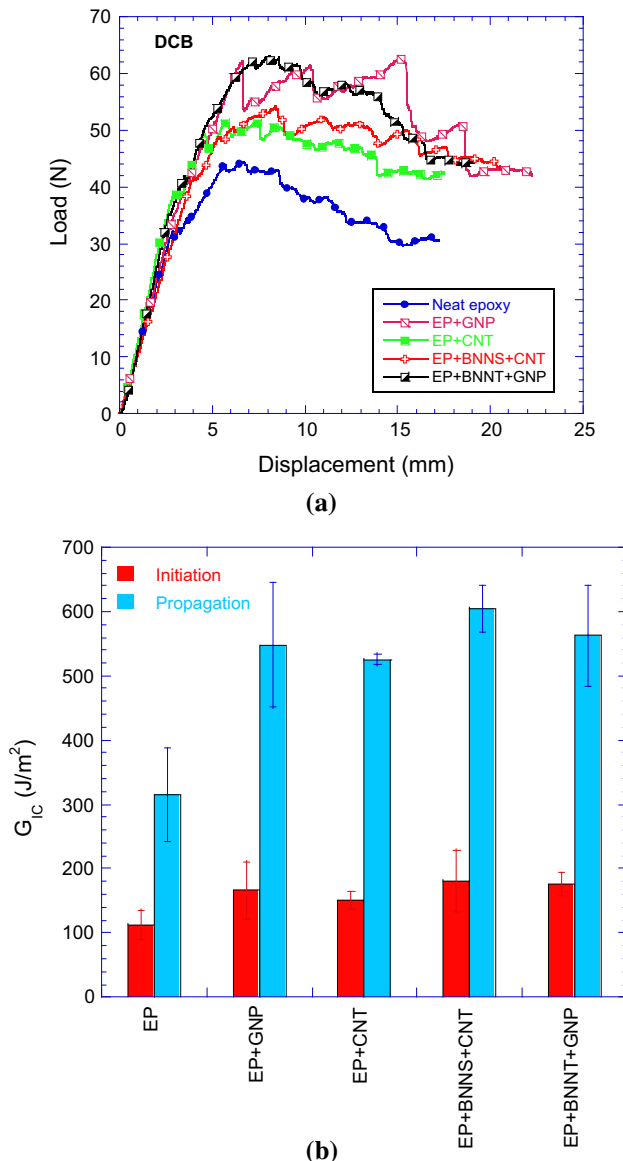 DCB
70
60
50
40
30
20
10
0
Load (N)
Neat epoxy
EP+GNP
EP+CNT
EP+BNNS+CNT
EP+BNNT+GNP
0 5 10 15 20 25
Displacement (mm)
(a)
700
600
500
400
300
200
100
0
G_IC (J/m²)
Initiation
Propagation
EP
EP+GNP
EP+CNT
EP+BNNS+CNT
EP+BNNT+GNP
(b)